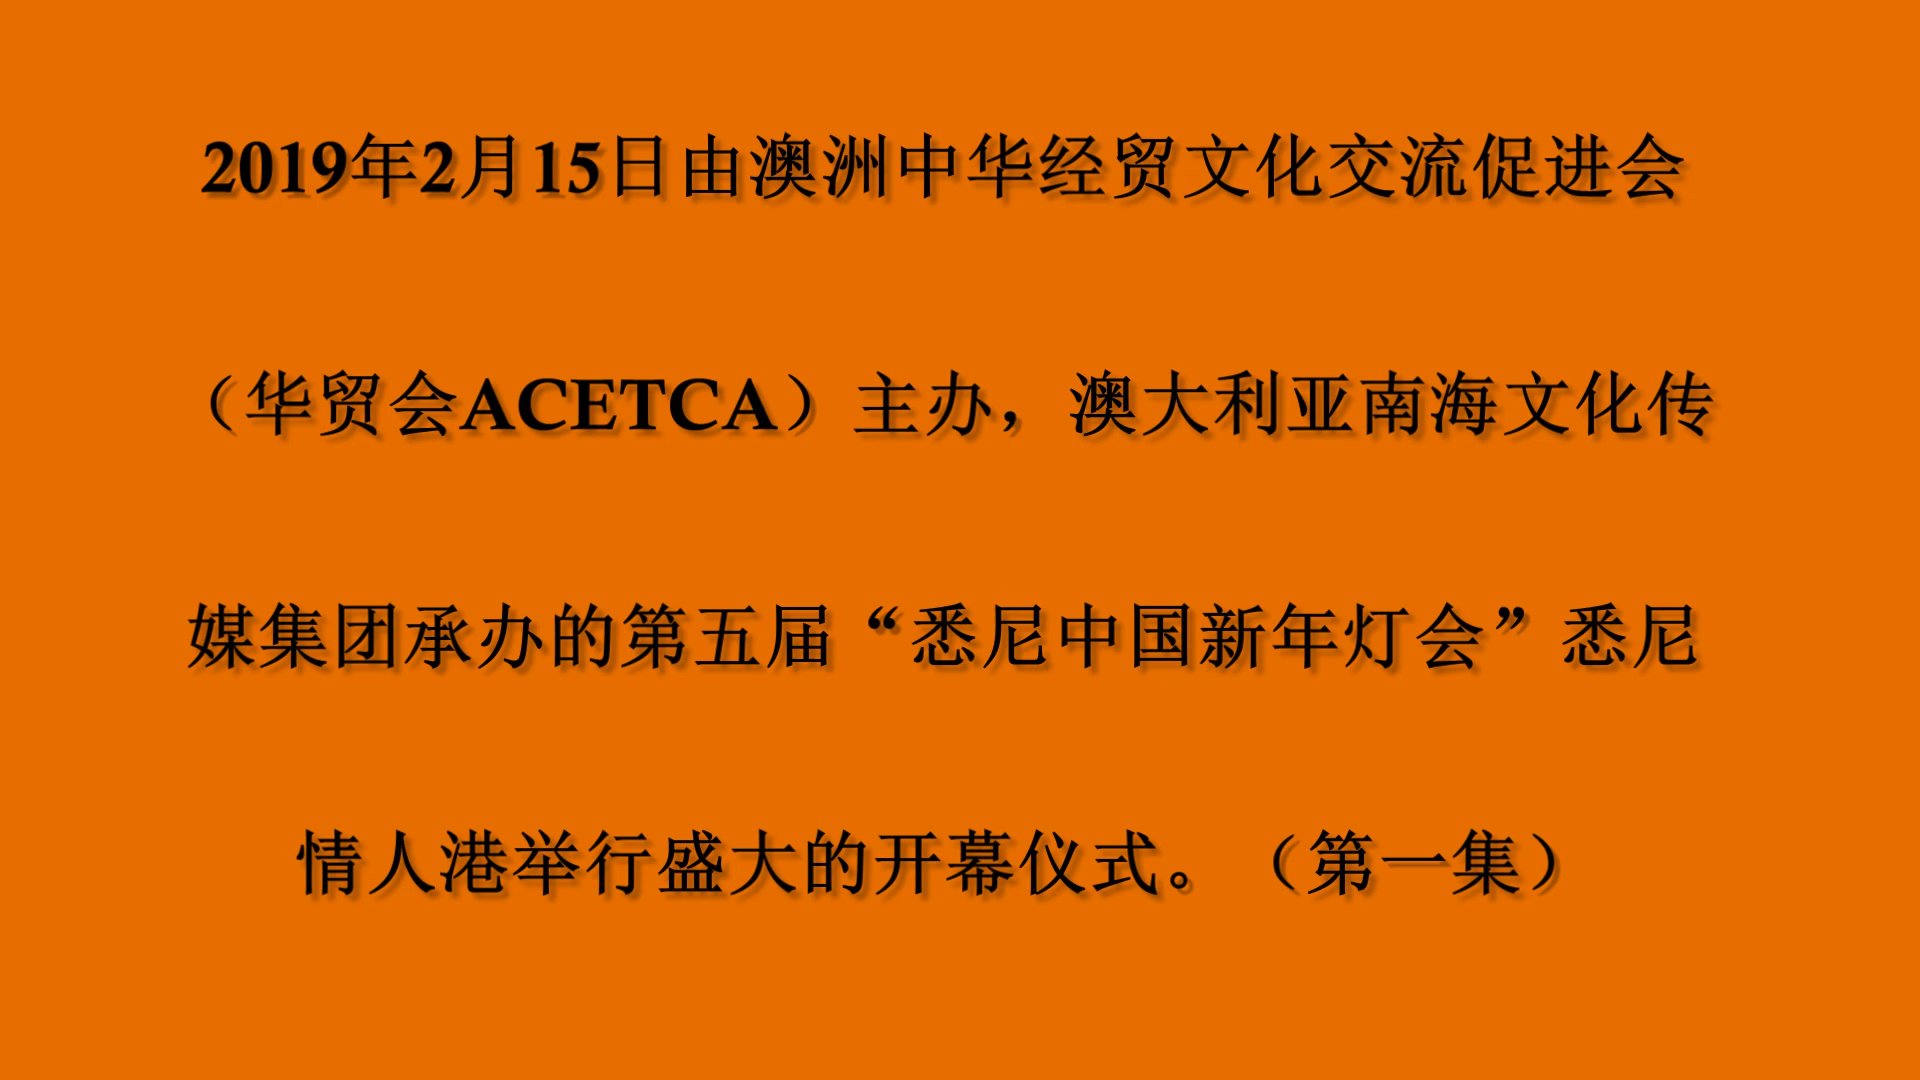 2019年2月15日由澳洲中华经贸文化交流促进会
（华贸会ACETCA）主办，澳大利亚南海文化传
媒集团承办的第五届“悉尼中国新年灯会”悉尼
情人港举行盛大的开幕仪式。（第一集）